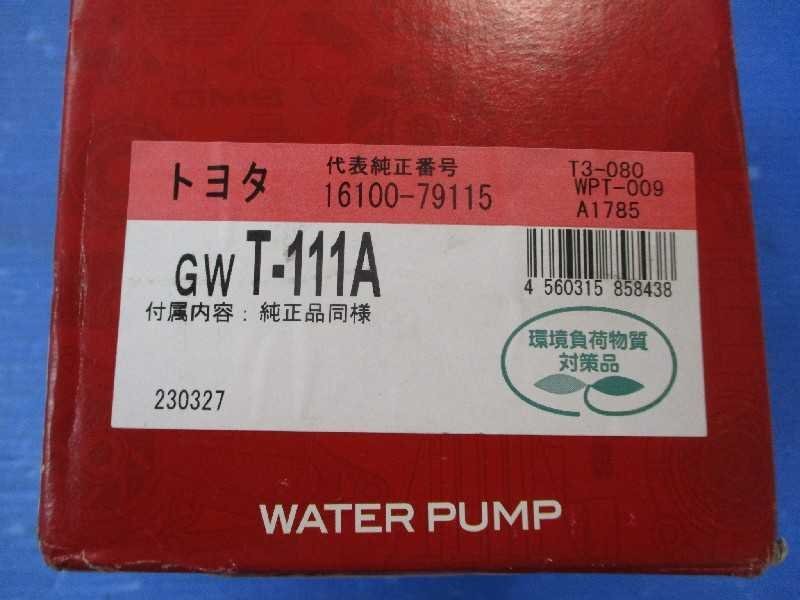 GMB
トヨタ
代表純正番号
16100-79115
T3-080
WPT-009
A1785
GW T-111A
付属内容：純正品同様
4 560315 858438
環境負荷物質
対策品
230327
WATER PUMP